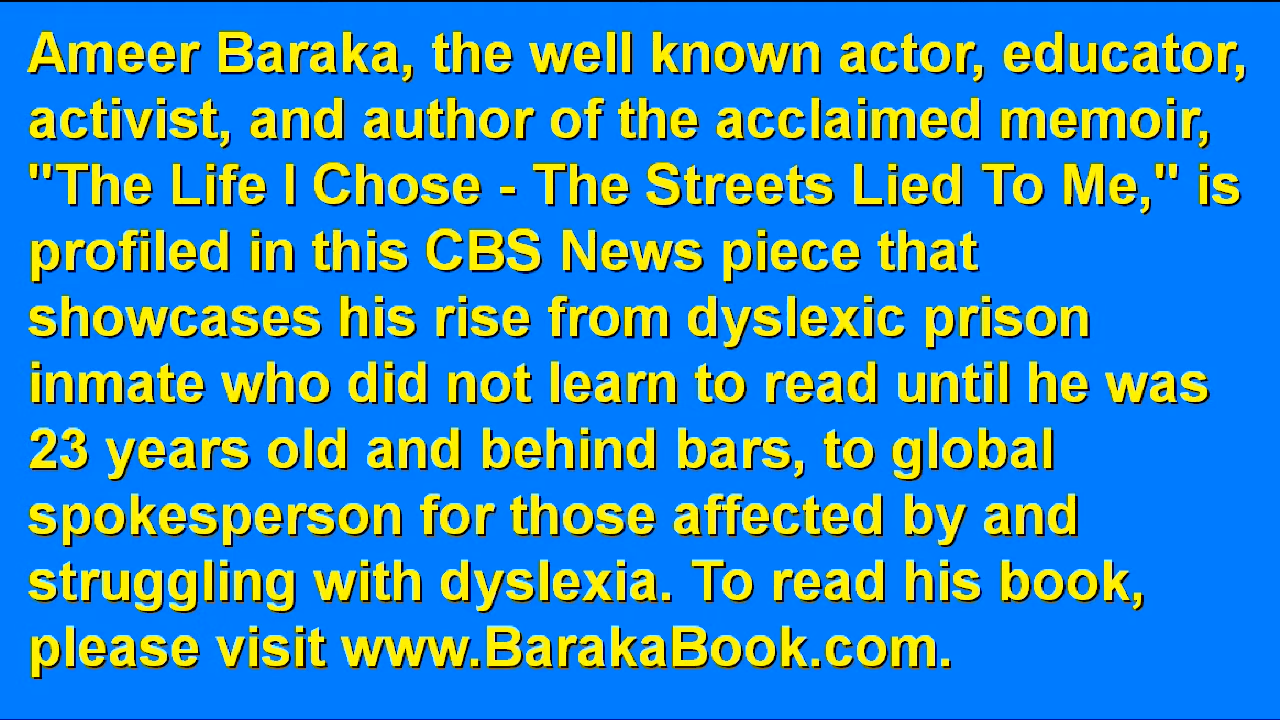 Ameer Baraka, the well known actor, educator,
activist, and author of the acclaimed memoir,
"The Life I Chose - The Streets Lied To Me," is
profiled in this CBS News piece that
showcases his rise from dyslexic prison
inmate who did not learn to read until he was
23 years old and behind bars, to global
spokesperson for those affected by and
struggling with dyslexia. To read his book,
please visit www.BarakaBook.com.